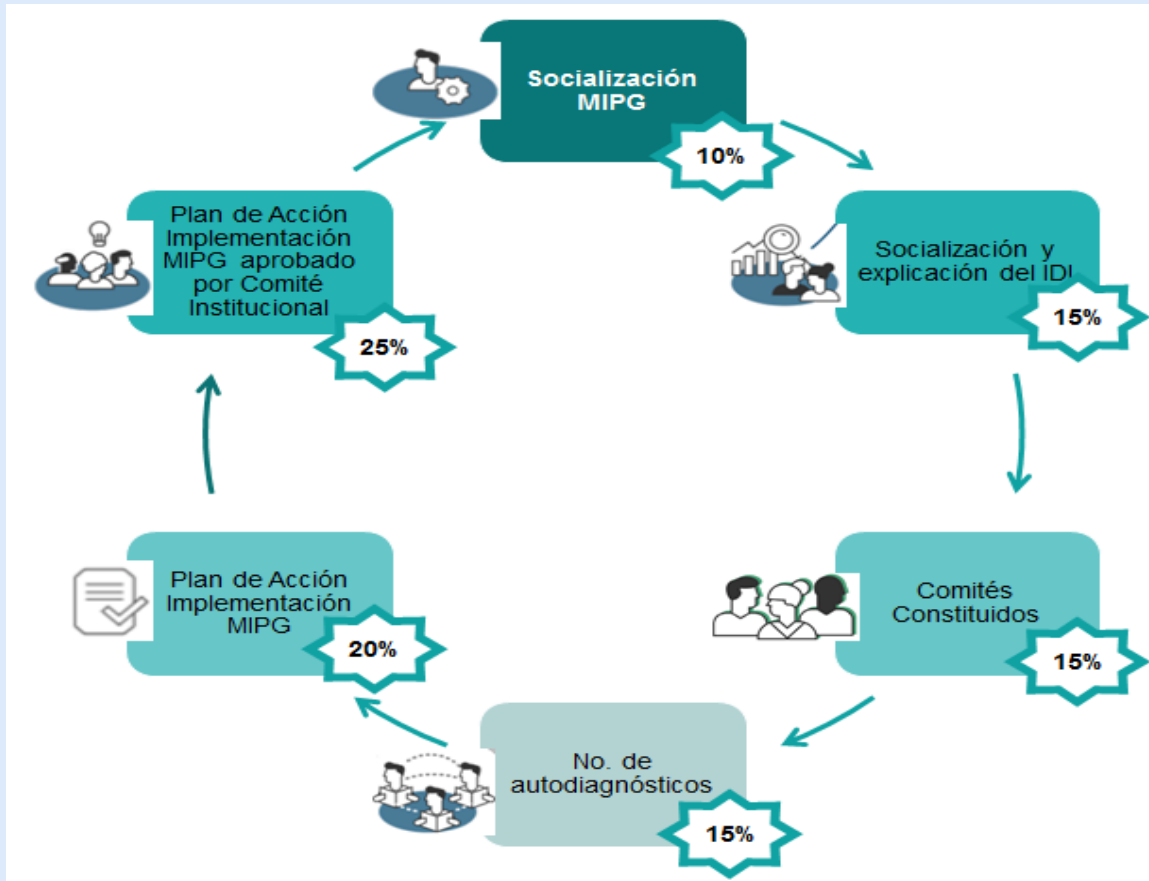 Socialización
MIPG
10%
Socialización y
explicación del IDI
15%
Comités
Constituidos
15%
No. de
autodiagnósticos
15%
Plan de Acción
Implementación
MIPG
20%
Plan de Acción
Implementación
MIPG aprobado
por Comité
Institucional
25%